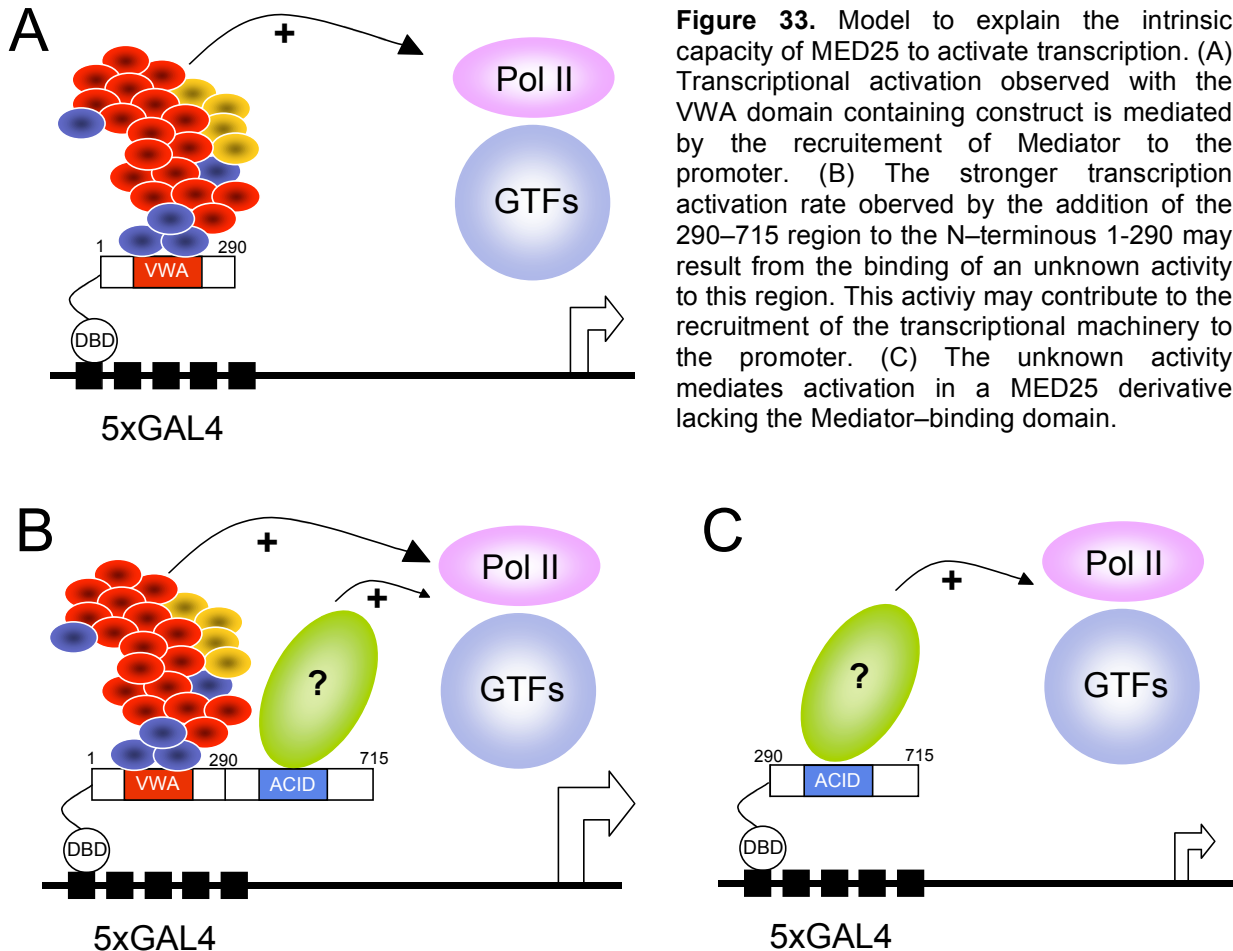 A
+
Pol II
GTFs
1
290
VWA
DBD
5xGAL4
Figure 33. Model to explain the intrinsic
capacity of MED25 to activate transcription. (A)
Transcriptional activation observed with the
VWA domain containing construct is mediated
by the recruitement of Mediator to the
promoter. (B) The stronger transcription
activation rate oberved by the addition of the
290–715 region to the N–terminous 1-290 may
result from the binding of an unknown activity
to this region. This activiy may contribute to the
recruitment of the transcriptional machinery to
the promoter. (C) The unknown activity
mediates activation in a MED25 derivative
lacking the Mediator–binding domain.
B
+
+
Pol II
?
GTFs
1
290
715
VWA
ACID
DBD
5xGAL4
C
+
Pol II
?
GTFs
290
715
ACID
DBD
5xGAL4